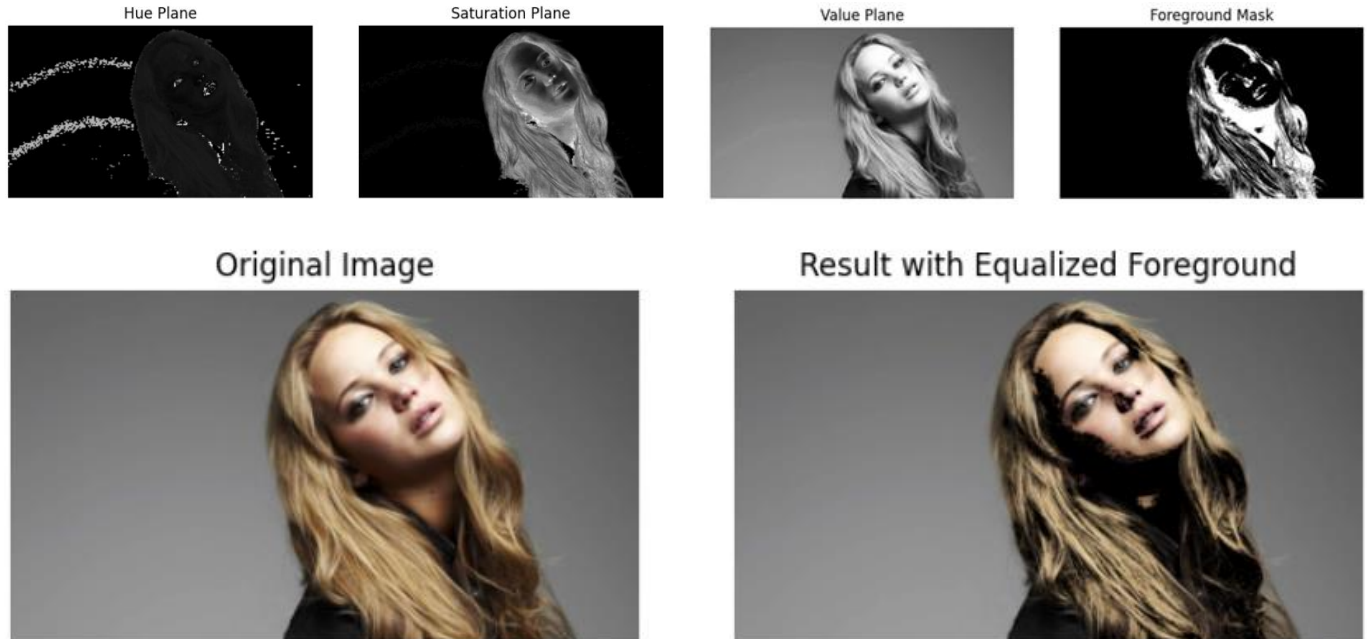 Hue Plane
Saturation Plane
Value Plane
Foreground Mask
Original Image
Result with Equalized Foreground